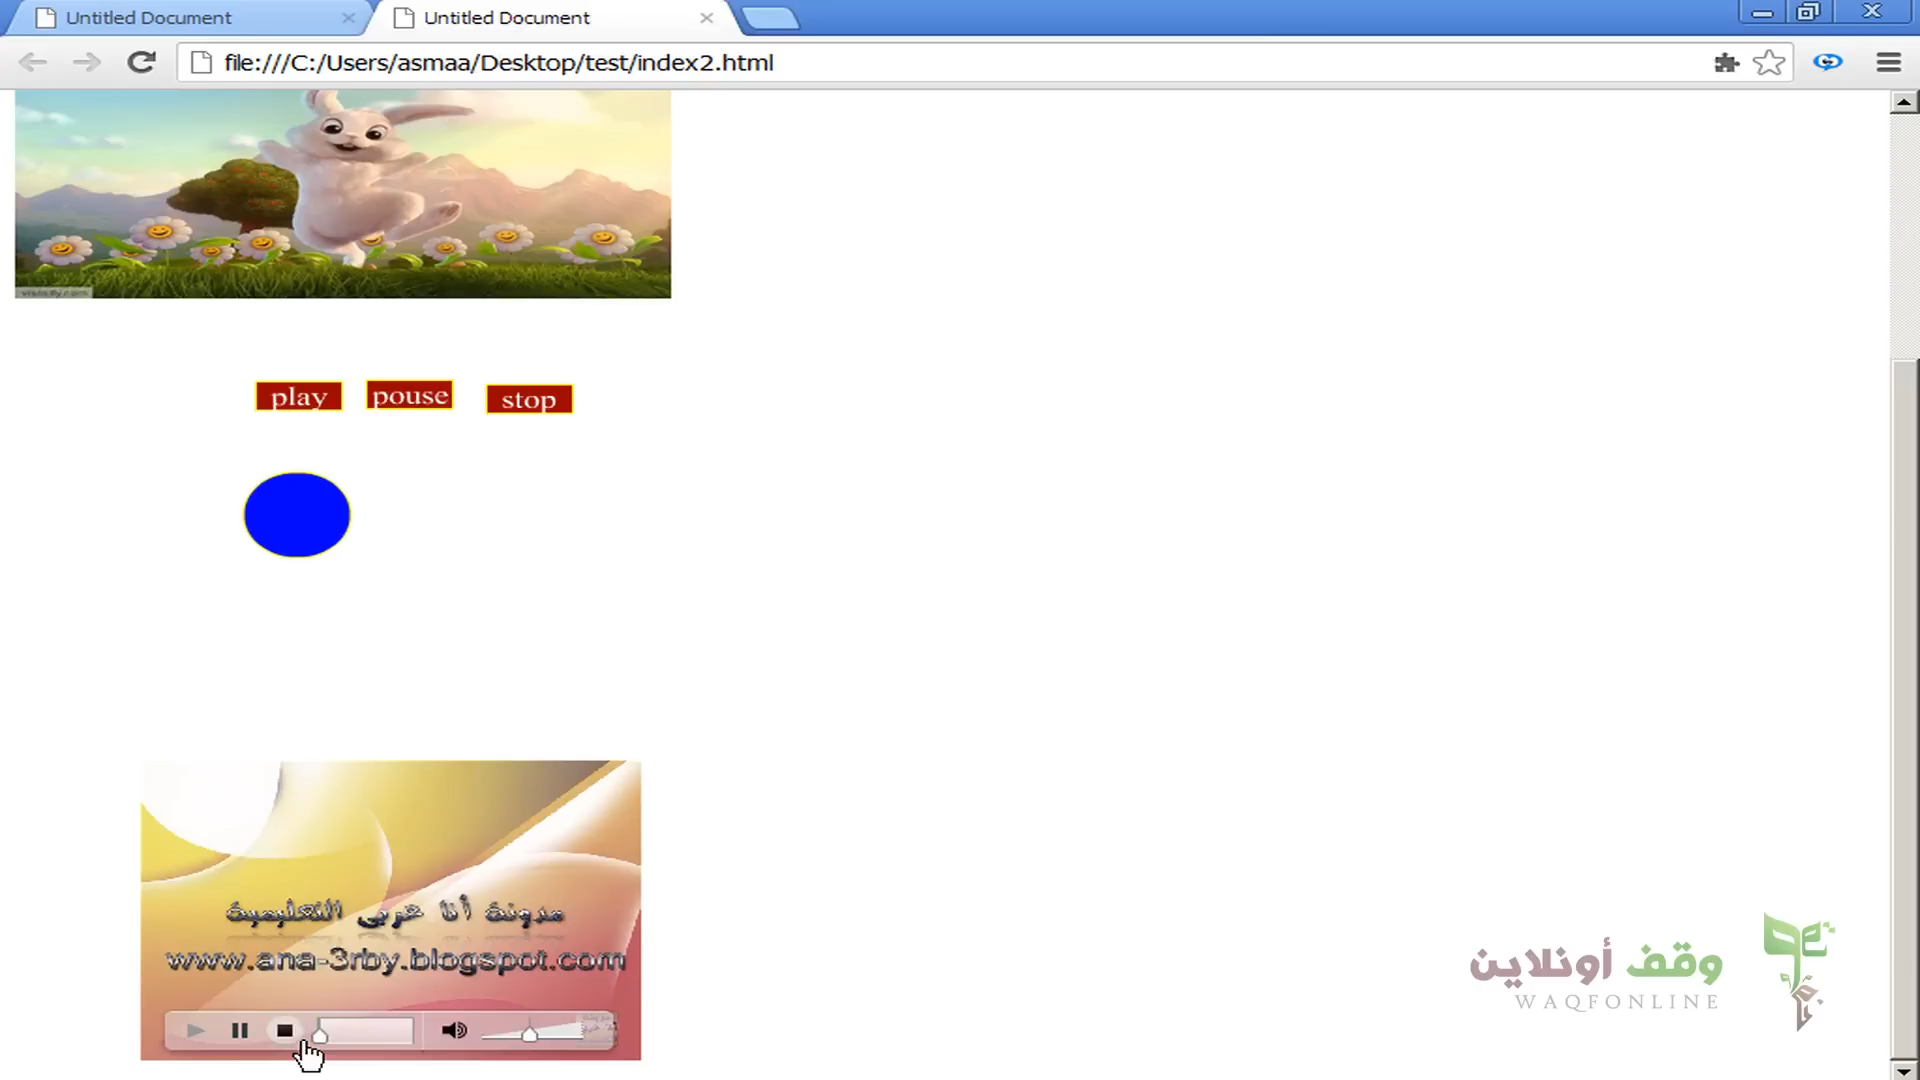 Untitled Document
Untitled Document
file:///C:/Users/asmaa/Desktop/test/index2.html
play
pouse
stop
مدونة أنا عربى التعليمية
www.ana-3rby.blogspot.com
وقف أونلاين
WAQFONLINE